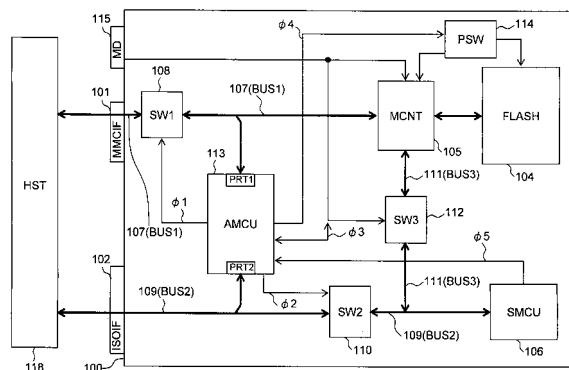 115
MD
108
φ4
PSW
114
101
MMCIF
SW1
107(BUS1)
MCNT
FLASH
105
104
113
PRT1
AMCU
PRT2
φ1
107(BUS1)
111(BUS3)
SW3
112
φ3
φ5
HST
102
ISOIF
109(BUS2)
φ2
SW2
110
111(BUS3)
109(BUS2)
SMCU
106
118
100